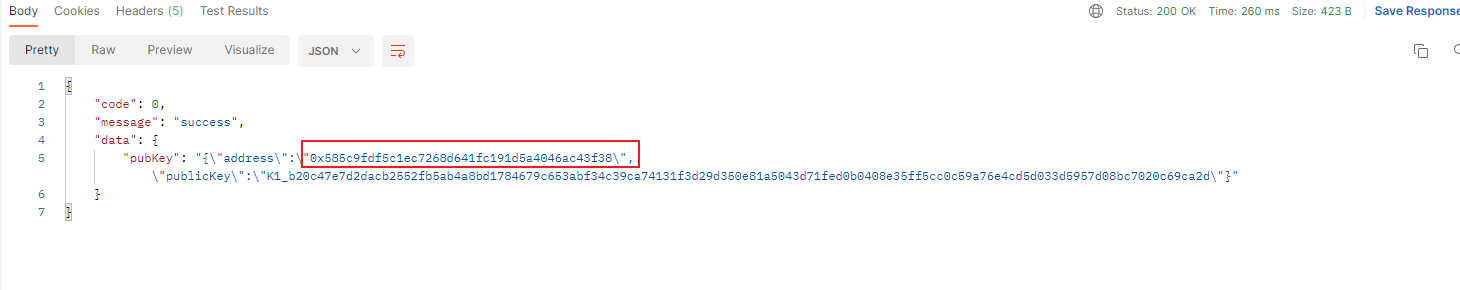 Body Cookies Headers (5) Test Results Status: 200 OK Time: 260 ms Size: 423 B Save Response
Pretty Raw Preview Visualize JSON
1 {
2 "code": 0,
3 "message": "success",
4 "data": {
5 "pubKey": "{\"address\":\"0x585c9fdf5c1ec7268d641fc191d5a4046ac43f38\",
\"publicKey\":\"K1_b20c47e7d2dacb2552fb5ab4a8bd1784679c653abf34c39ca74131f3d29d350e81a5043d71fed0b0408e35ff5cc0c59a76e4cd5d033d5957d08bc7020c69ca2d\"}"
6 }
7 }